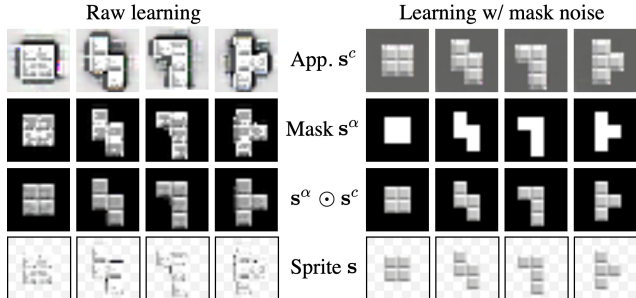 Raw learning
Learning w/ mask noise
App. s^c
Mask s^α
s^α ⊙ s^c
Sprite s